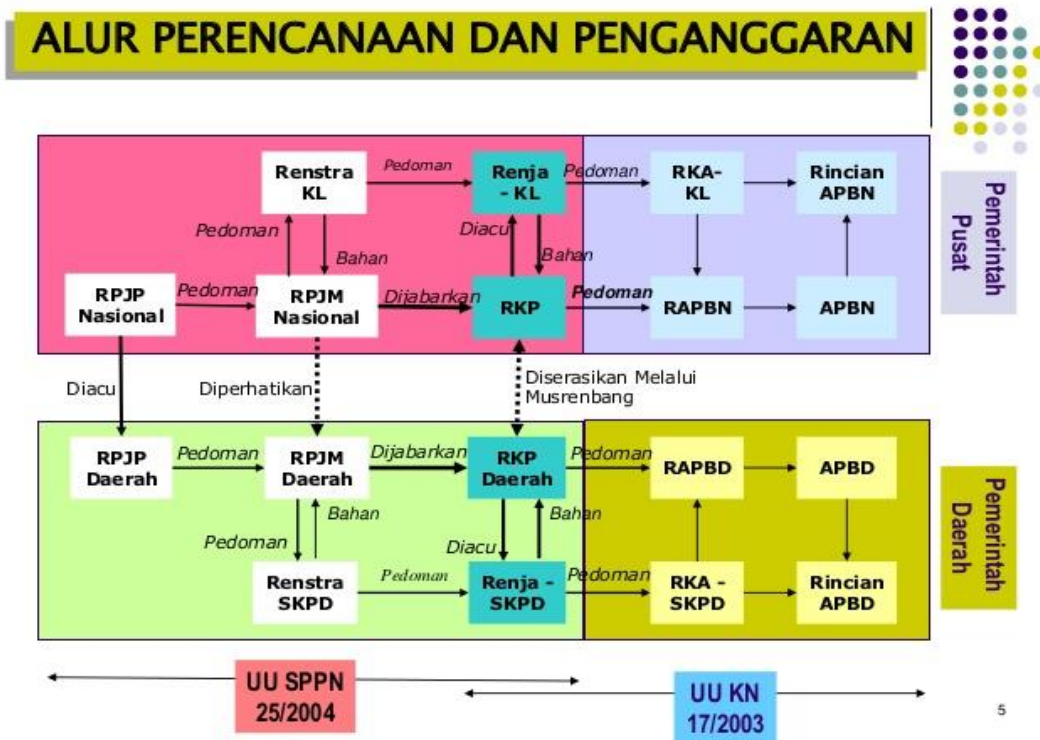 ALUR PERENCANAAN DAN PENGANGGARAN
Renstra
KL
Pedoman
Renja
- KL
Pedoman
RKA-
KL
Rincian
APBN
Pedoman
Bahan
Diacu
Bahan
RPJP
Nasional
Pedoman
RPJM
Nasional
Dijabarkan
RKP
Pedoman
RAPBN
APBN
Pemerintah
Pusat
Diacu
Diperhatikan
Diserasikan Melalui
Musrenbang
RPJP
Daerah
Pedoman
RPJM
Daerah
Dijabarkan
RKP
Daerah
Pedoman
RAPBD
APBD
Pedoman
Bahan
Diacu
Bahan
Renstra
SKPD
Pedoman
Renja -
SKPD
Pedoman
RKA -
SKPD
Rincian
APBD
Pemerintah
Daerah
UU SPPN
25/2004
UU KN
17/2003
5